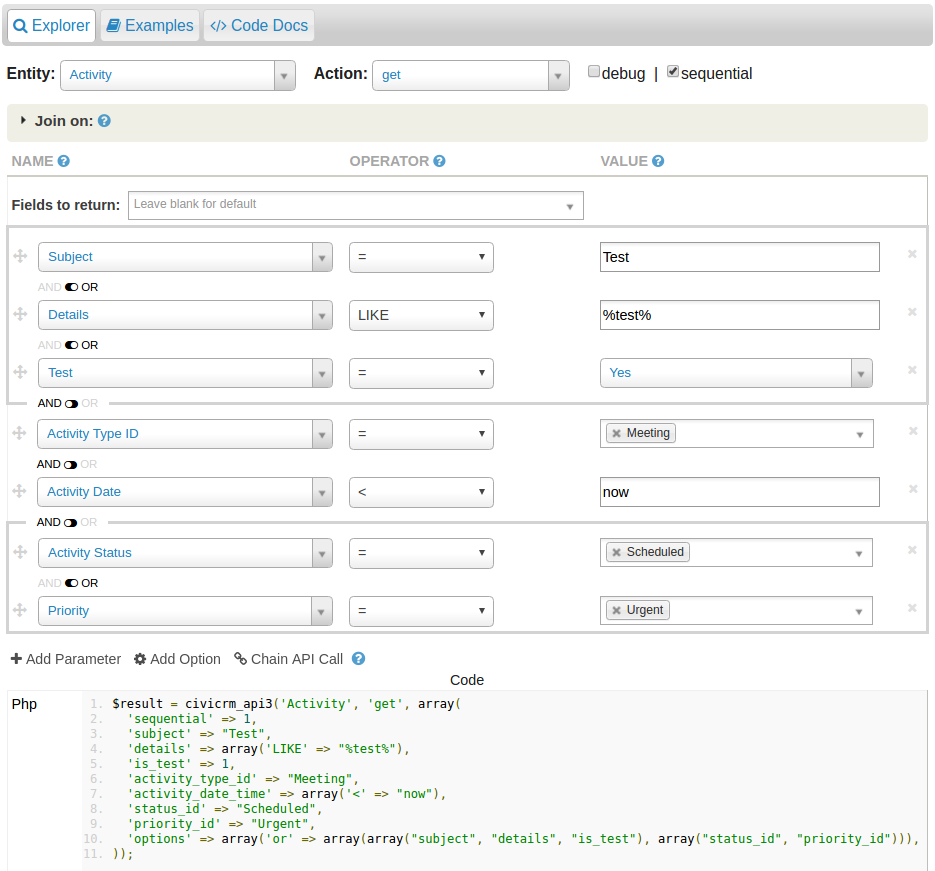 Explorer Examples </> Code Docs
Entity: Activity Action: get debug | sequential
Join on: ?
NAME ? OPERATOR ? VALUE ?
Fields to return: Leave blank for default
Subject = Test
AND OR
Details LIKE %test%
AND OR
Test = Yes
AND OR
Activity Type ID = Meeting
AND OR
Activity Date < now
AND OR
Activity Status = Scheduled
AND OR
Priority = Urgent
Add Parameter Add Option Chain API Call ?
Code
Php 1. $result = civicrm_api3('Activity', 'get', array(
2. 'sequential' => 1,
3. 'subject' => "Test",
4. 'details' => array('LIKE' => "%test%"),
5. 'is_test' => 1,
6. 'activity_type_id' => "Meeting",
7. 'activity_date_time' => array('<' => "now"),
8. 'status_id' => "Scheduled",
9. 'priority_id' => "Urgent",
10. 'options' => array('or' => array(array("subject", "details", "is_test"), array("status_id", "priority_id"))),
11. ));